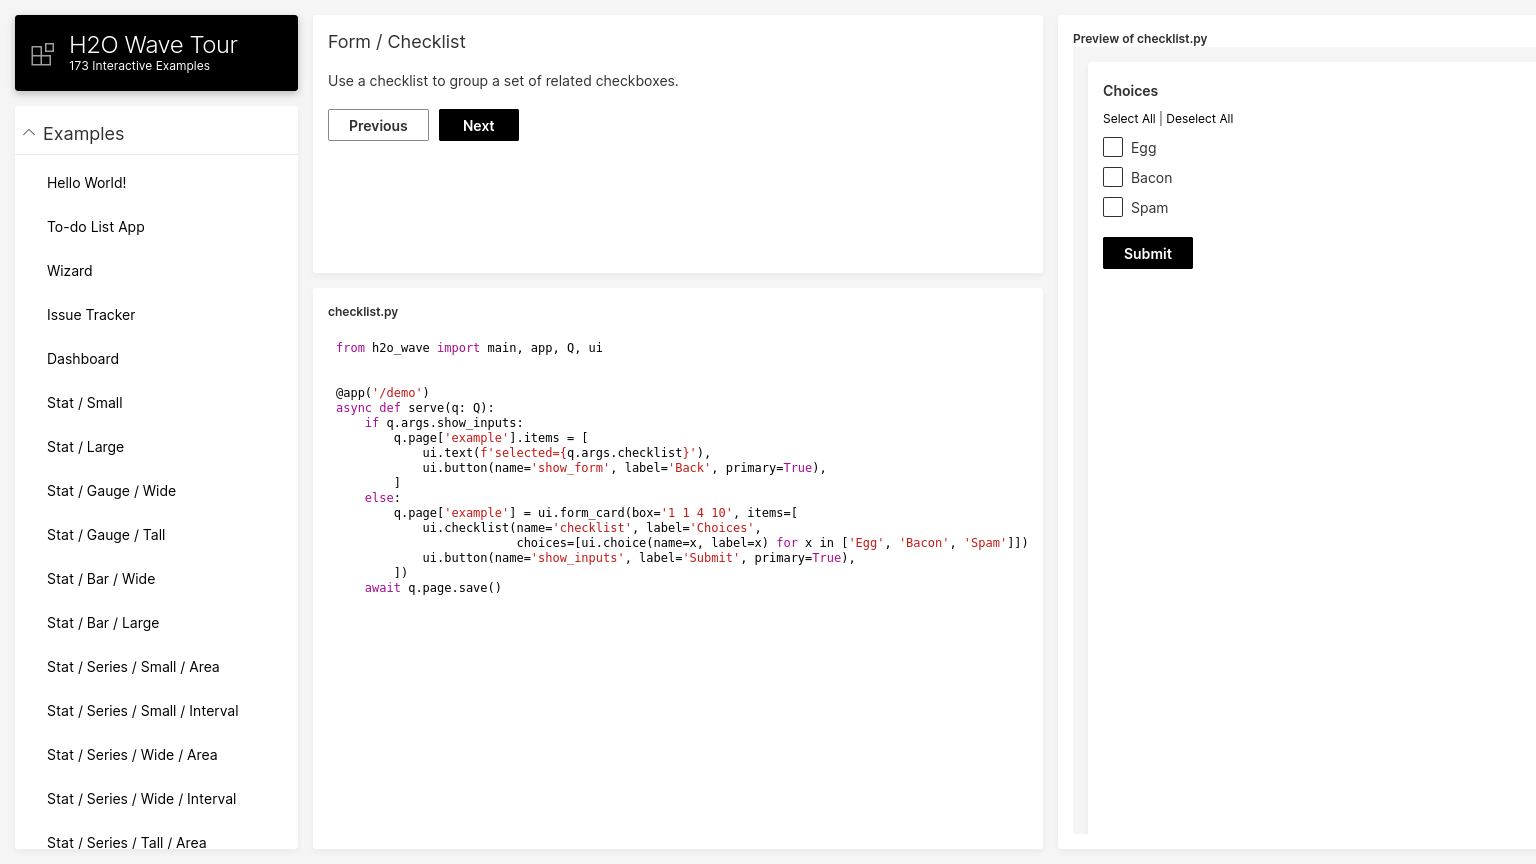 H2O Wave Tour
173 Interactive Examples
Examples
Hello World!
To-do List App
Wizard
Issue Tracker
Dashboard
Stat / Small
Stat / Large
Stat / Gauge / Wide
Stat / Gauge / Tall
Stat / Bar / Wide
Stat / Bar / Large
Stat / Series / Small / Area
Stat / Series / Small / Interval
Stat / Series / Wide / Area
Stat / Series / Wide / Interval
Stat / Series / Tall / Area
Form / Checklist
Use a checklist to group a set of related checkboxes.
Previous
Next
checklist.py
from h2o_wave import main, app, Q, ui
@app('/demo')
async def serve(q: Q):
    if q.args.show_inputs:
        q.page['example'].items = [
            ui.text(f'selected={q.args.checklist}'),
            ui.button(name='show_form', label='Back', primary=True),
        ]
    else:
        q.page['example'] = ui.form_card(box='1 1 4 10', items=[
            ui.checklist(name='checklist', label='Choices',
                         choices=[ui.choice(name=x, label=x) for x in ['Egg', 'Bacon', 'Spam']])
            ui.button(name='show_inputs', label='Submit', primary=True),
        ])
    await q.page.save()
Preview of checklist.py
Choices
Select All | Deselect All
Egg
Bacon
Spam
Submit